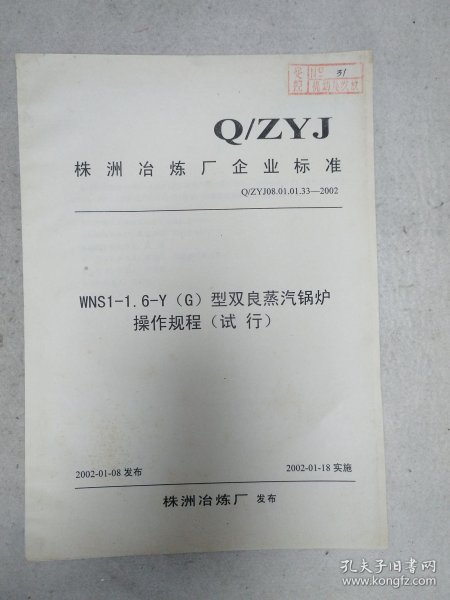 受控
31
Q/ZYJ
株洲冶炼厂企业标准
Q/ZYJ08.01.01.33—2002
WNS1-1.6-Y（G）型双良蒸汽锅炉
操作规程（试 行）
2002-01-08 发布
2002-01-18 实施
株洲冶炼厂 发布
孔夫子旧书网
www.kongfz.com